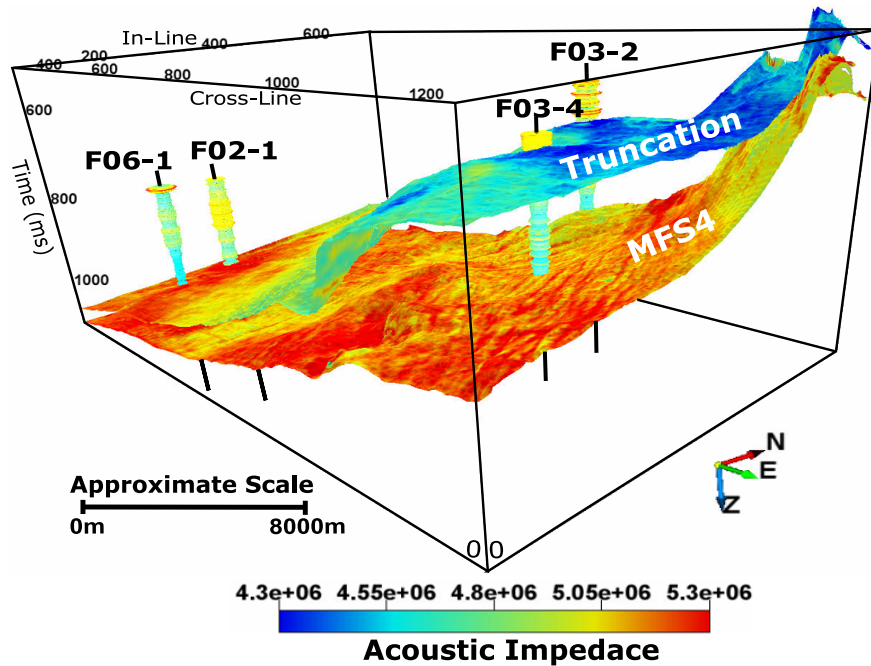 In-Line
200
400
600
400
600
800
1000
1200
Cross-Line
600
800
1000
Time (ms)
F03-2
F03-4
F06-1
F02-1
Truncation
MFS4
N
E
Z
Approximate Scale
0m 8000m
0 0
4.3e+06 4.55e+06 4.8e+06 5.05e+06 5.3e+06
Acoustic Impedace